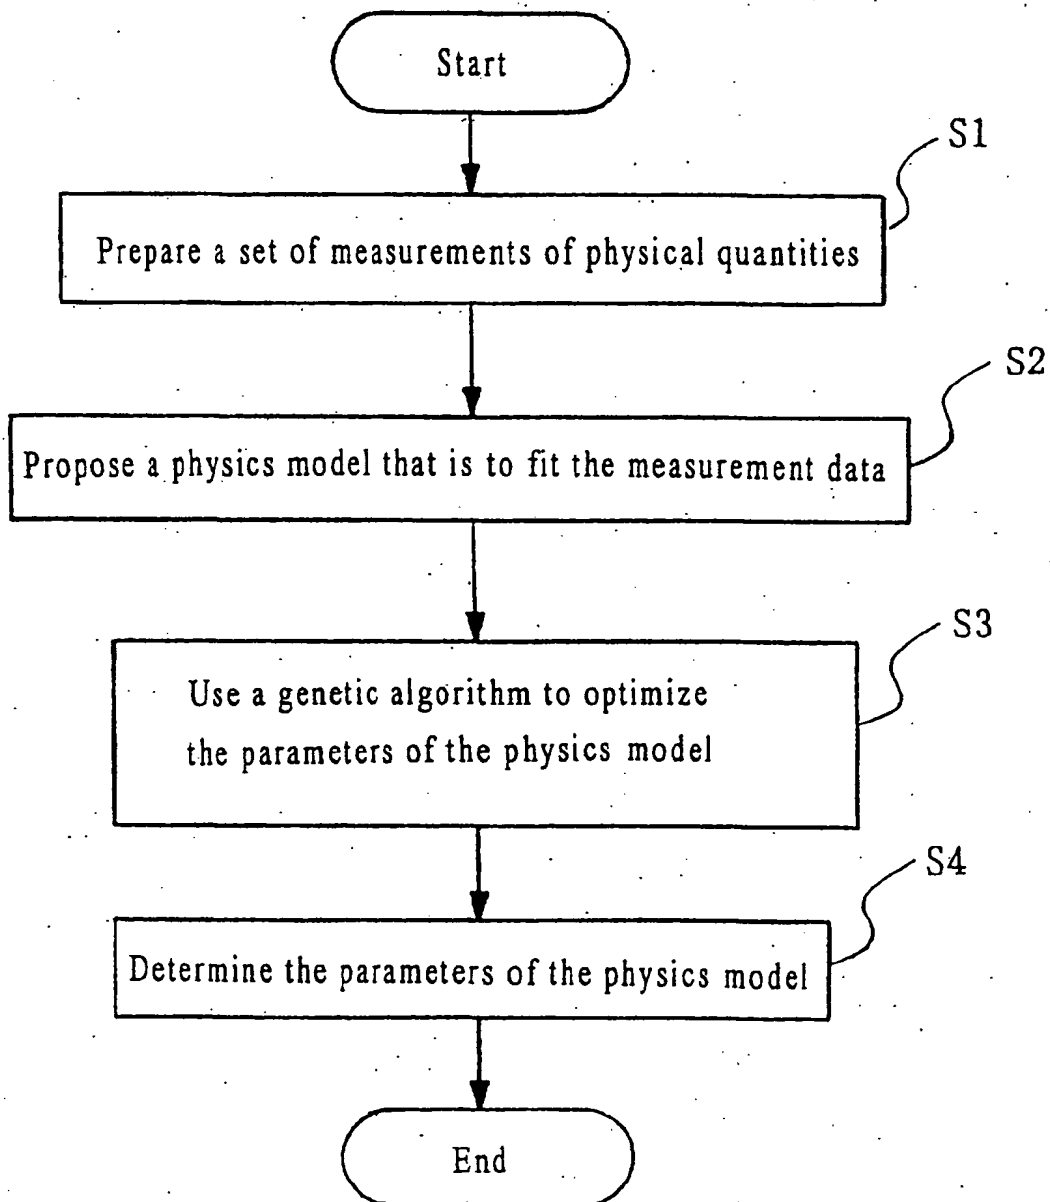 Start
S1
Prepare a set of measurements of physical quantities
S2
Propose a physics model that is to fit the measurement data
S3
Use a genetic algorithm to optimize
the parameters of the physics model
S4
Determine the parameters of the physics model
End